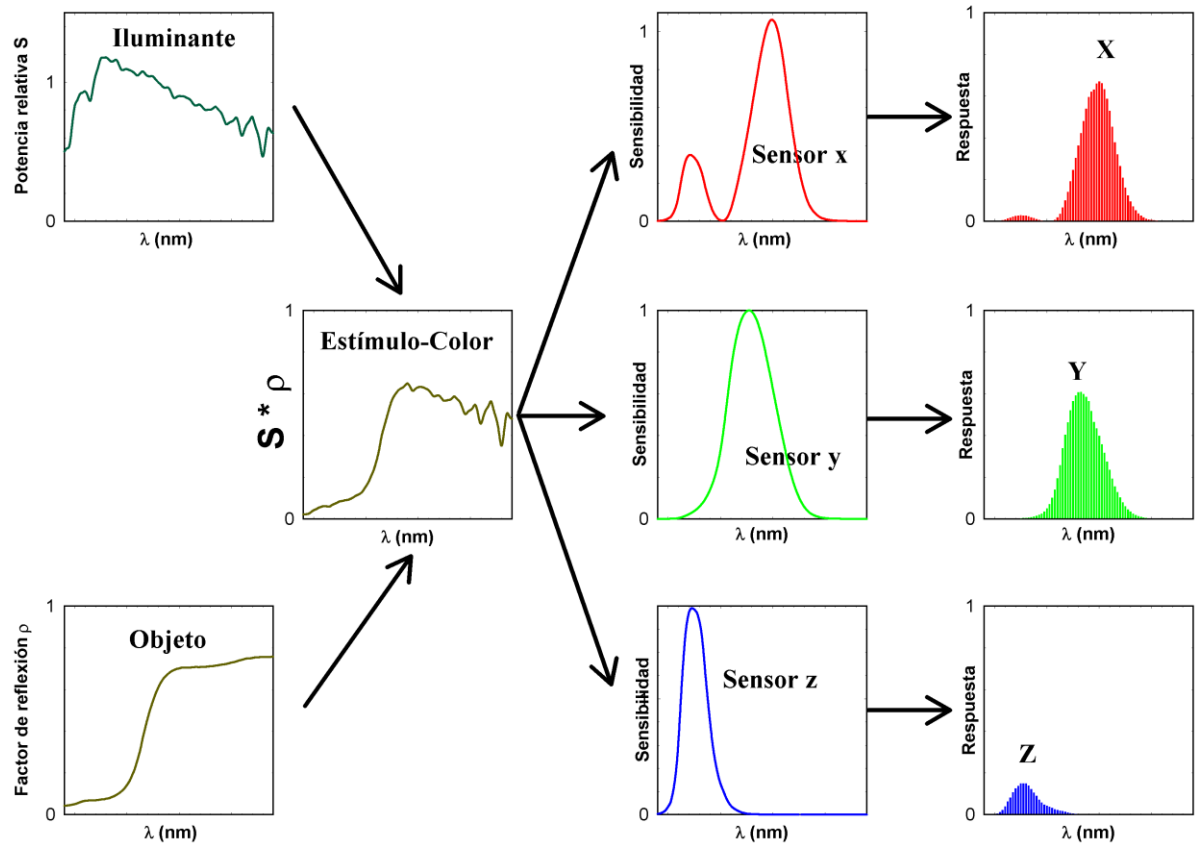 Iluminante
Potencia relativa S
1
0
λ (nm)
Sensibilidad
1
0
Sensor x
λ (nm)
Respuesta
1
0
X
λ (nm)
Estímulo-Color
S * ρ
1
0
λ (nm)
Sensibilidad
1
0
Sensor y
λ (nm)
Respuesta
1
0
Y
λ (nm)
Objeto
Factor de reflexión ρ
1
0
λ (nm)
Sensibilidad
1
0
Sensor z
λ (nm)
Respuesta
1
0
Z
λ (nm)